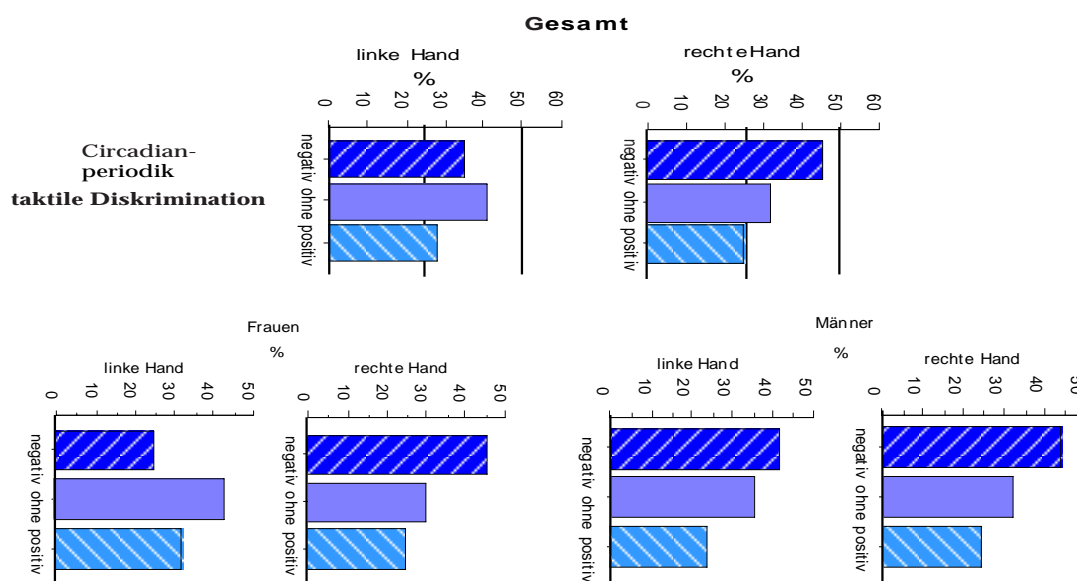 Gesamt
linke Hand
%
0 10 20 30 40 50 60
negativ ohne positiv
rechte Hand
%
0 10 20 30 40 50 60
negativ ohne positiv
Circadian-
periodik
taktile Diskrimination
Frauen
%
linke Hand
0 10 20 30 40 50
negativ ohne positiv
rechte Hand
0 10 20 30 40 50
negativ ohne positiv
Männer
%
linke Hand
0 10 20 30 40 50
negativ ohne positiv
rechte Hand
0 10 20 30 40 50
negativ ohne positiv